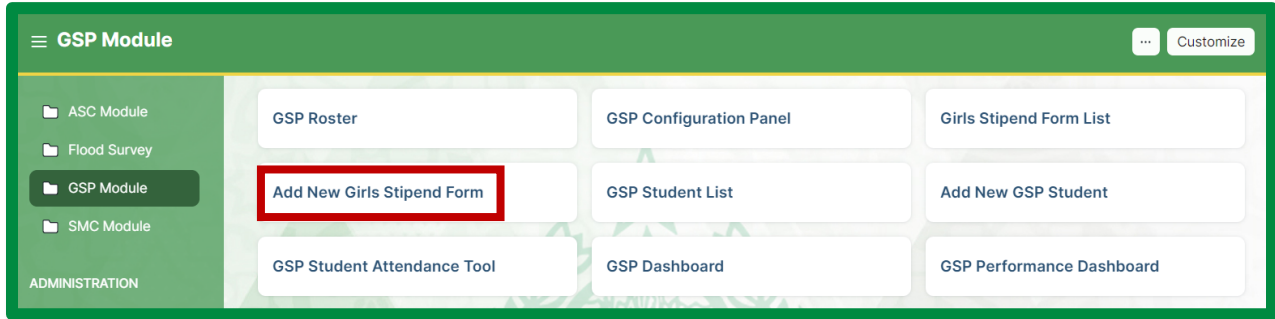 GSP Module
... Customize
ASC Module
Flood Survey
GSP Module
SMC Module
ADMINISTRATION
GSP Roster
GSP Configuration Panel
Girls Stipend Form List
Add New Girls Stipend Form
GSP Student List
Add New GSP Student
GSP Student Attendance Tool
GSP Dashboard
GSP Performance Dashboard